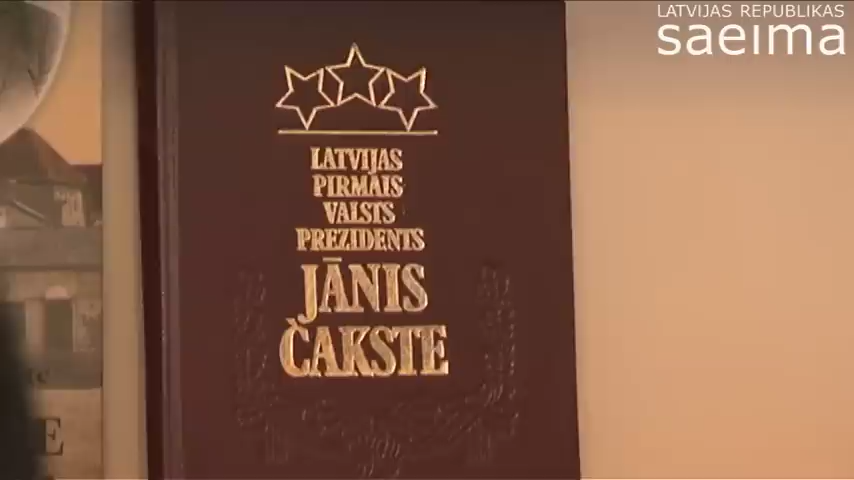 LATVIJAS REPUBLIKAS
saeima
LATVIJAS
PIRMAIS
VALSTS
PREZIDENTS
JĀNIS
ČAKSTE
E